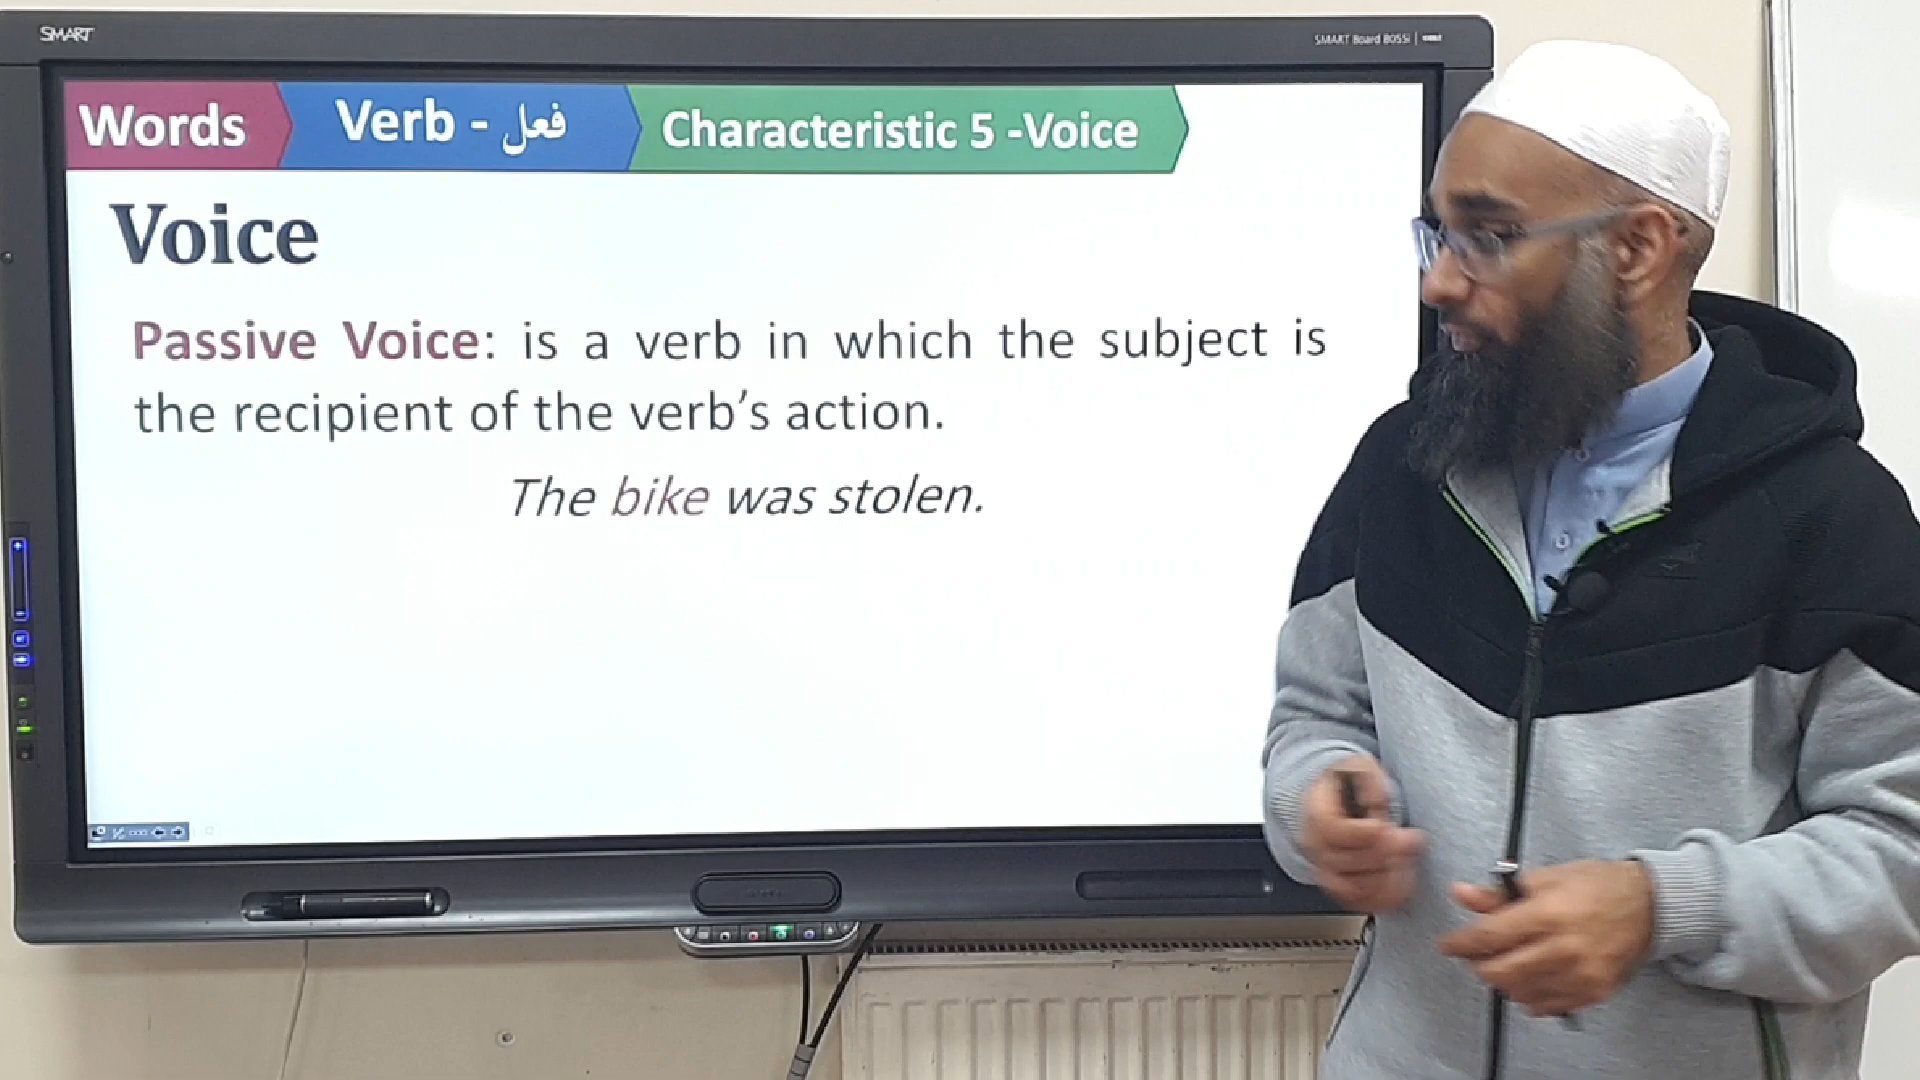 SMART
SMART Board 8055i
Words
Verb - فعل
Characteristic 5 -Voice
Voice
Passive Voice: is a verb in which the subject is
the recipient of the verb’s action.
The bike was stolen.